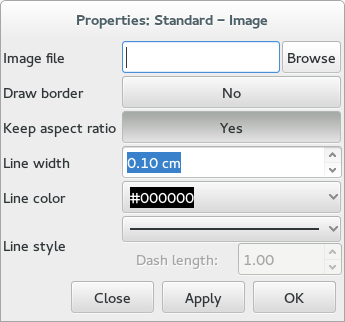 Properties: Standard – Image
Image file Browse
Draw border No
Keep aspect ratio Yes
Line width 0.10 cm
Line color #000000
Line style
Dash length: 1.00
Close Apply OK